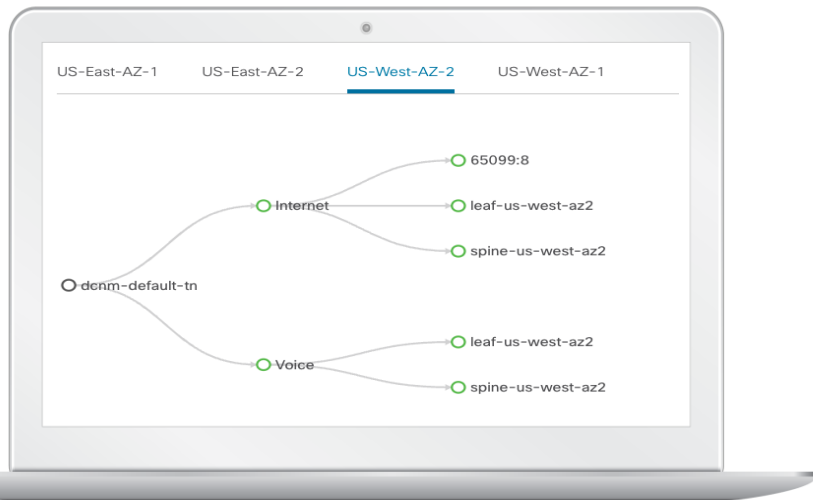 US-East-AZ-1 US-East-AZ-2 US-West-AZ-2 US-West-AZ-1
65099:8
Internet
leaf-us-west-az2
spine-us-west-az2
dcnm-default-tn
leaf-us-west-az2
Voice
spine-us-west-az2